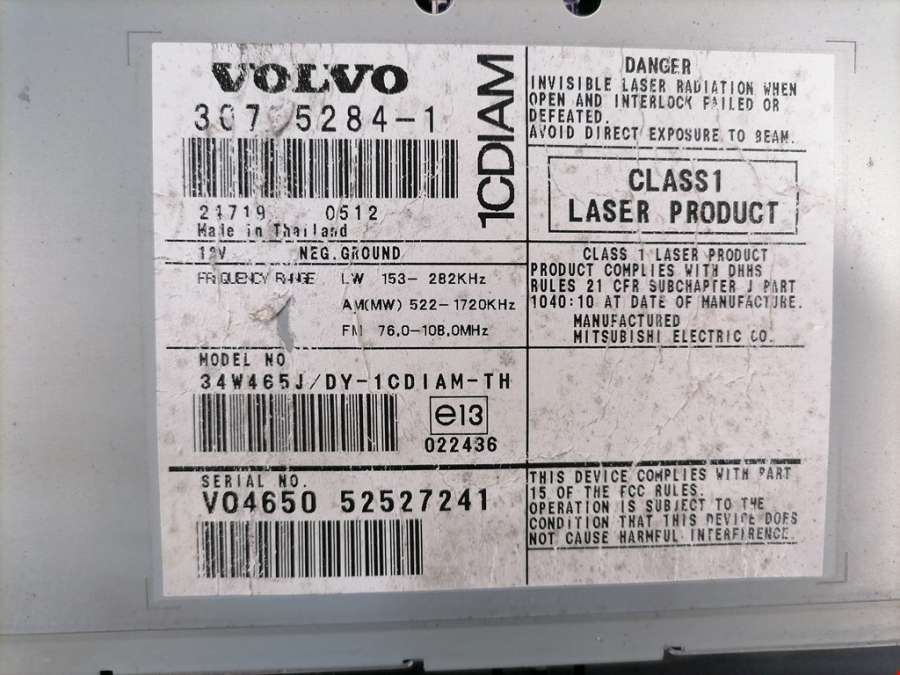 VOLVO
5284-1
21719 0512
Made in Thailand
12V NEG.GROUND
FREQUENCY RANGE LW 153- 282KHz
AM(MW) 522-1720KHz
FM 76.0-108.0MHz
MODEL NO
34W465J/DY-1CDIAM-TH
e13
022436
SERIAL NO.
VO4650 52527241
1CDIAM
DANGER
INVISIBLE LASER RADIATION WHEN
OPEN AND INTERLOCK FAILED OR
DEFEATED.
AVOID DIRECT EXPOSURE TO BEAM.
CLASS1
LASER PRODUCT
CLASS 1 LASER PRODUCT
PRODUCT COMPLIES WITH DHHS
RULES 21 CFR SUBCHAPTER J PART
1040:10 AT DATE OF MANUFACTURE.
MANUFACTURED
MITSUBISHI ELECTRIC CO.
THIS DEVICE COMPLIES WITH PART
15 OF THE FCC RULES.
OPERATION IS SUBJECT TO THE
CONDITION THAT THIS DEVICE DOES
NOT CAUSE HARMFUL INTERFERENCE.